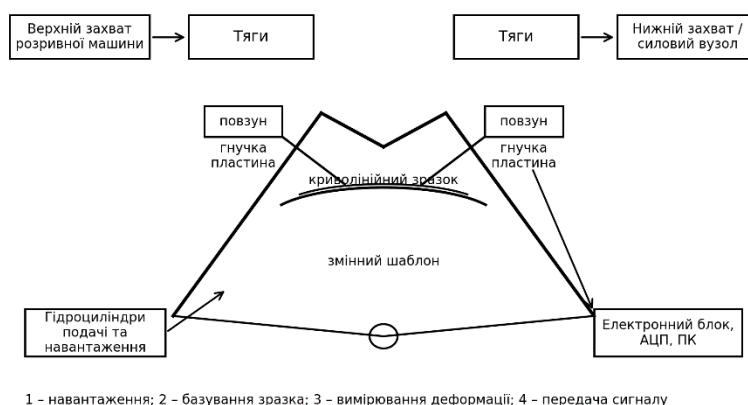 Верхній захват
розривної машини
Тяги
Тяги
Нижній захват /
силовий вузол
повзун
повзун
гнучка
пластина
гнучка
пластина
криволінійний зразок
змінний шаблон
Гідроциліндри
подачі та
навантаження
Електронний блок,
АЦП, ПК
1 – навантаження; 2 – базування зразка; 3 – вимірювання деформації; 4 – передача сигналу